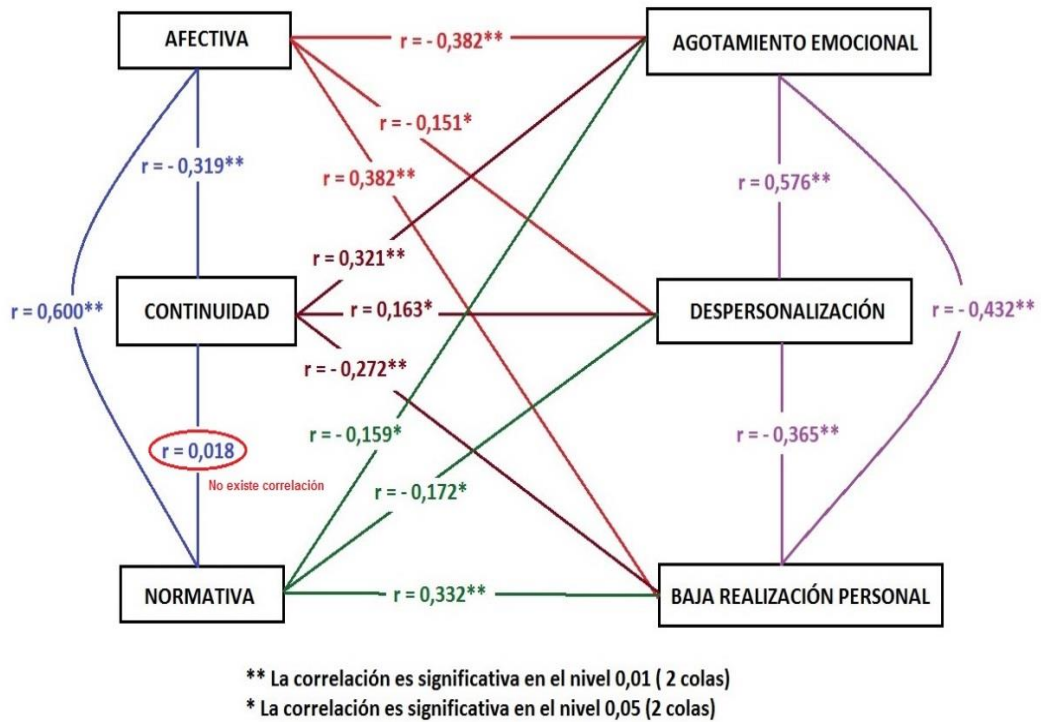 AFECTIVA
r = - 0,382**
AGOTAMIENTO EMOCIONAL
r = - 0,151*
r = - 0,319**
r = 0,382**
r = 0,576**
r = 0,321**
r = 0,600**
CONTINUIDAD
r = 0,163*
DESPERSONALIZACIÓN
r = - 0,432**
r = - 0,272**
r = - 0,159*
r = - 0,365**
r = 0,018
No existe correlación
r = - 0,172*
NORMATIVA
r = 0,332**
BAJA REALIZACIÓN PERSONAL
** La correlación es significativa en el nivel 0,01 ( 2 colas)
* La correlación es significativa en el nivel 0,05 (2 colas)